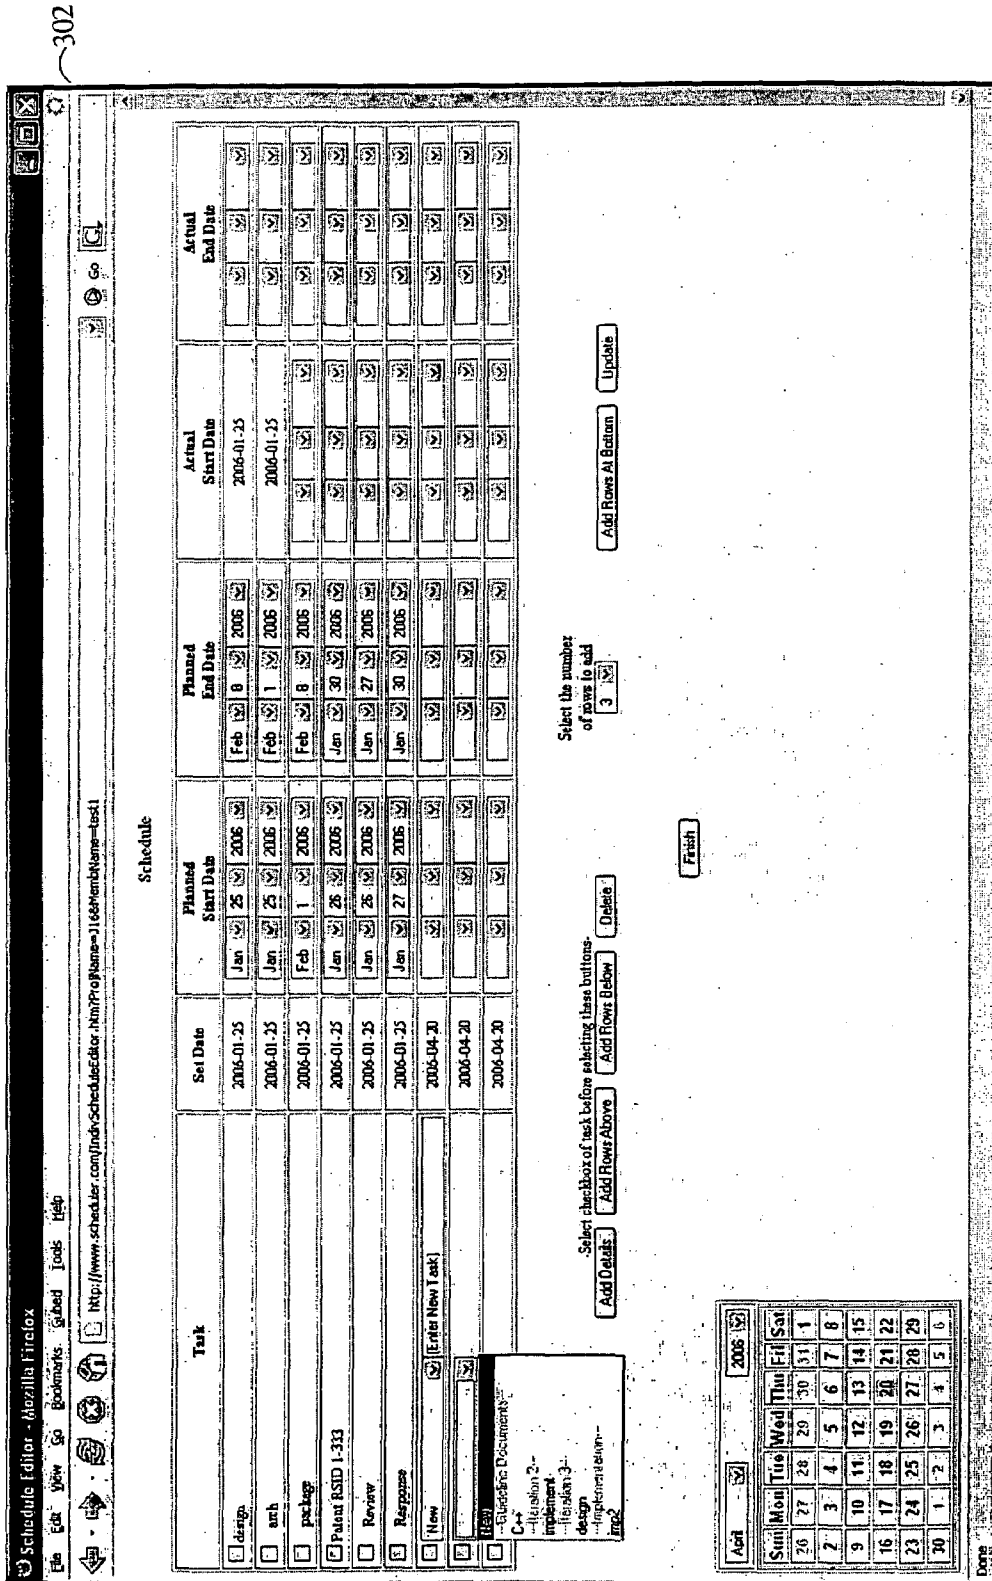 302
Schedule Editor - Mozilla Firefox
File Edit View Go Bookmarks Tools Help
http://www.scheduler.com/IndivScheduleEditor.htm?ProjName=J16&MembName=test1 Go
Schedule
Task Set Date Planned Start Date Planned End Date Actual Start Date Actual End Date
design 2006-01-25 Jan 25 2006 Feb 8 2006 2006-01-25
arch 2006-01-25 Jan 25 2006 Feb 1 2006 2006-01-25
package 2006-01-25 Feb 1 2006 Feb 8 2006
Patent RSID 1-333 2006-01-25 Jan 26 2006 Jan 30 2006
Review 2006-01-25 Jan 26 2006 Jan 27 2006
Response 2006-01-25 Jan 27 2006 Jan 30 2006
New [Enter New Task] 2006-04-20
2006-04-20
2006-04-20
New
Documents--
C++
--Iteration 2--
implement
--Iteration 3--
design
--Implementation--
imp2
-Select checkbox of task before selecting these buttons-
Add Details Add Rows Above Add Rows Below Delete
Select the number
of rows to add
3
Add Rows At Bottom Update
Finish
April 2006
Sun Mon Tue Wed Thu Fri Sat
26 27 28 29 30 31 1
2 3 4 5 6 7 8
9 10 11 12 13 14 15
16 17 18 19 20 21 22
23 24 25 26 27 28 29
30 1 2 3 4 5 6
Done